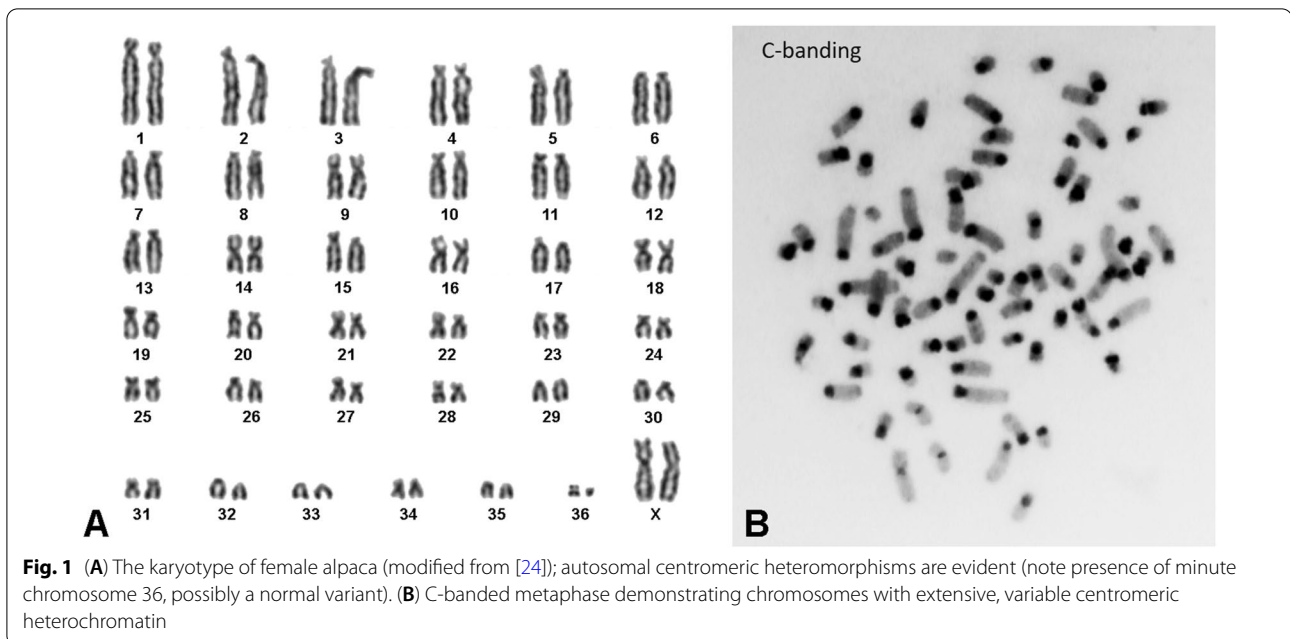 C-banding
1 2 3 4 5 6
7 8 9 10 11 12
13 14 15 16 17 18
19 20 21 22 23 24
25 26 27 28 29 30
31 32 33 34 35 36 X
A
B
Fig. 1 (A) The karyotype of female alpaca (modified from [24]); autosomal centromeric heteromorphisms are evident (note presence of minute
chromosome 36, possibly a normal variant). (B) C-banded metaphase demonstrating chromosomes with extensive, variable centromeric
heterochromatin